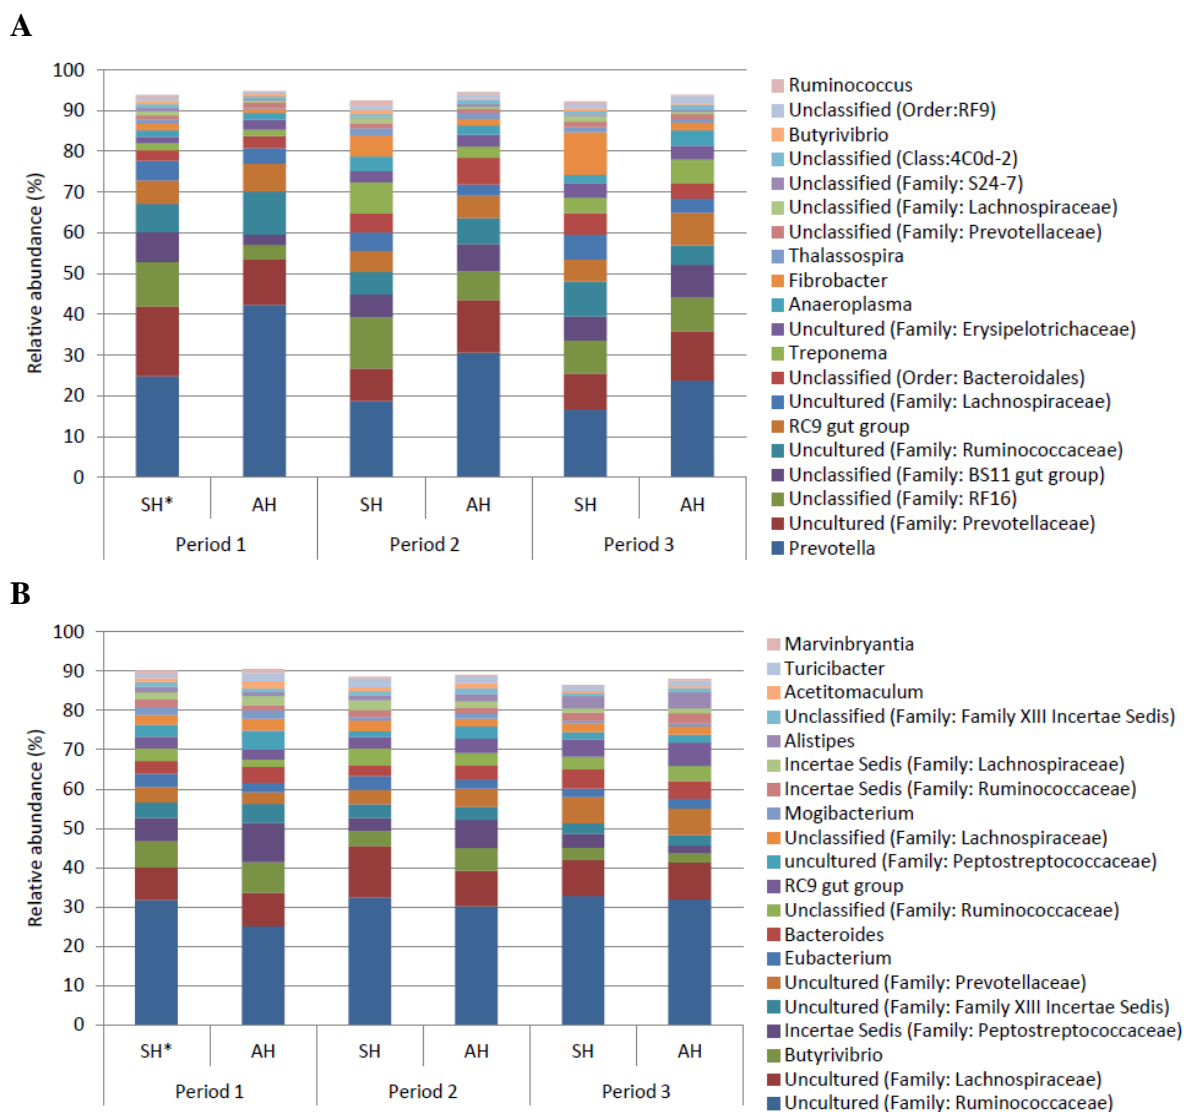 A
100
90
80
70
60
50
40
30
20
10
0
Relative abundance (%)
SH*
AH
SH
AH
SH
AH
Period 1
Period 2
Period 3
Ruminococcus
Unclassified (Order:RF9)
Butyrivibrio
Unclassified (Class:4C0d-2)
Unclassified (Family: S24-7)
Unclassified (Family: Lachnospiraceae)
Unclassified (Family: Prevotellaceae)
Thalassospira
Fibrobacter
Anaeroplasma
Uncultured (Family: Erysipelotrichaceae)
Treponema
Unclassified (Order: Bacteroidales)
Uncultured (Family: Lachnospiraceae)
RC9 gut group
Uncultured (Family: Ruminococcaceae)
Unclassified (Family: BS11 gut group)
Unclassified (Family: RF16)
Uncultured (Family: Prevotellaceae)
Prevotella
B
100
90
80
70
60
50
40
30
20
10
0
Relative abundance (%)
SH*
AH
SH
AH
SH
AH
Period 1
Period 2
Period 3
Marvinbryantia
Turicibacter
Acetitomaculum
Unclassified (Family: Family XIII Incertae Sedis)
Alistipes
Incertae Sedis (Family: Lachnospiraceae)
Incertae Sedis (Family: Ruminococcaceae)
Mogibacterium
Unclassified (Family: Lachnospiraceae)
uncultured (Family: Peptostreptococcaceae)
RC9 gut group
Unclassified (Family: Ruminococcaceae)
Bacteroides
Eubacterium
Uncultured (Family: Prevotellaceae)
Uncultured (Family: Family XIII Incertae Sedis)
Incertae Sedis (Family: Peptostreptococcaceae)
Butyrivibrio
Uncultured (Family: Lachnospiraceae)
Uncultured (Family: Ruminococcaceae)